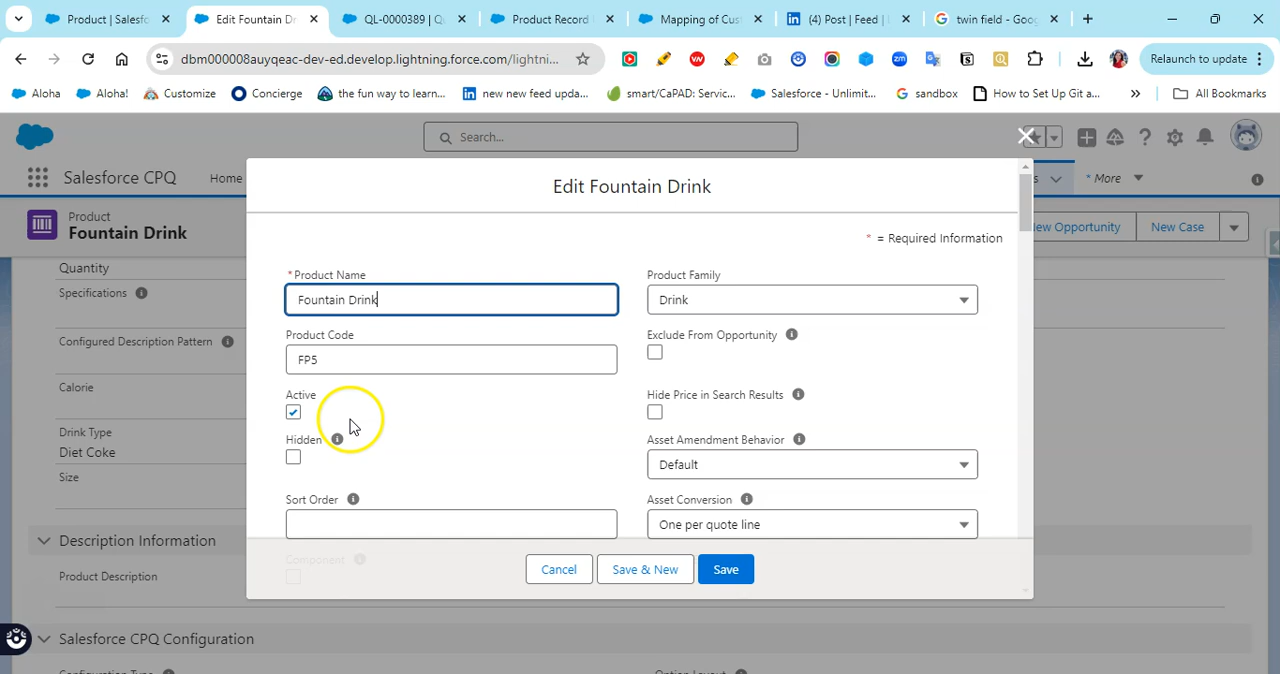 Product | Salesf
Edit Fountain Dr
QL-0000389 | Q
Product Record
Mapping of Cus
(4) Post | Feed |
twin field - Goo
dbm000008auyqeac-dev-ed.develop.lightning.force.com/lightni...
Relaunch to update
Aloha
Aloha!
Customize
Concierge
the fun way to learn...
new new feed upda...
smart/CaPAD: Servic...
Salesforce - Unlimit...
sandbox
How to Set Up Git a...
All Bookmarks
Search...
Salesforce CPQ
Home
* More
Product
Fountain Drink
ew Opportunity
New Case
Quantity
Specifications
Configured Description Pattern
Calorie
Drink Type
Diet Coke
Size
Description Information
Product Description
Salesforce CPQ Configuration
Edit Fountain Drink
* = Required Information
*Product Name
Fountain Drink
Product Family
Drink
Product Code
FP5
Exclude From Opportunity
Active
Hide Price in Search Results
Hidden
Asset Amendment Behavior
Default
Sort Order
Asset Conversion
One per quote line
Component
Cancel
Save & New
Save